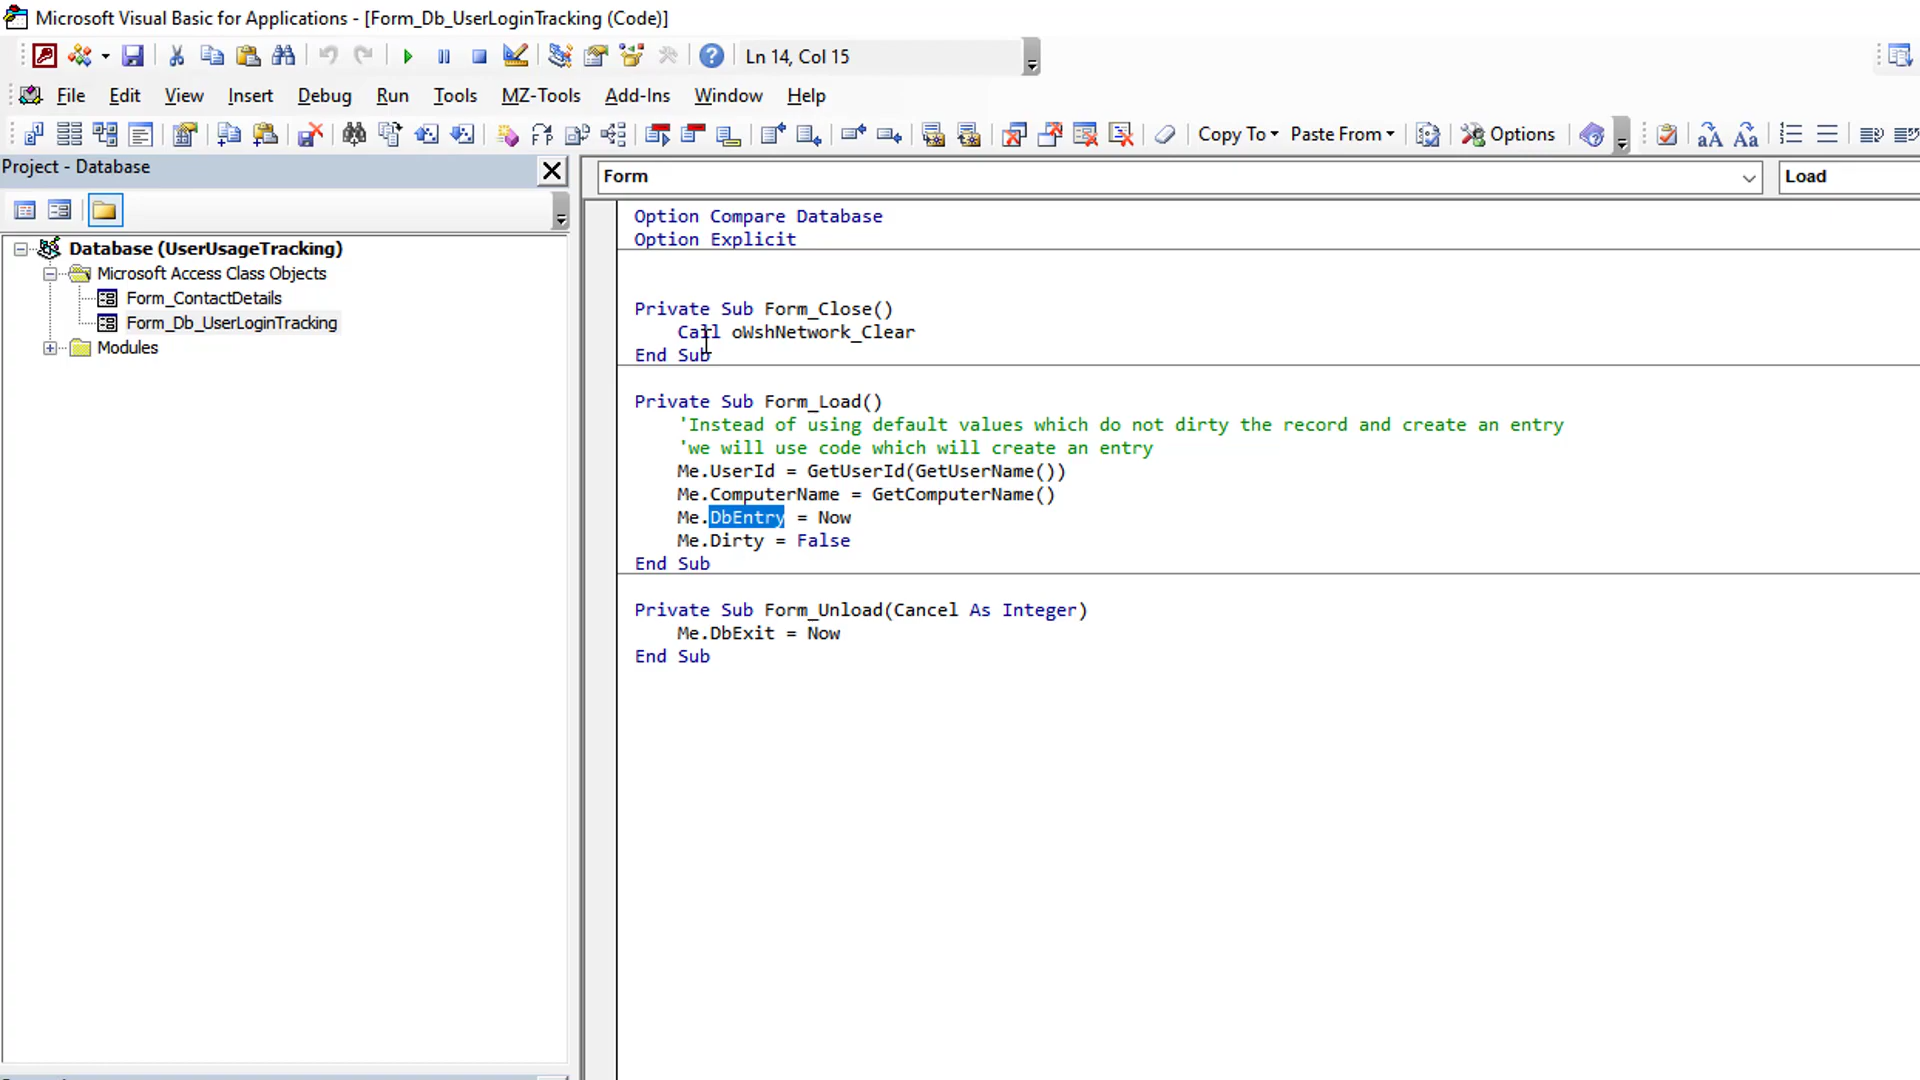 Microsoft Visual Basic for Applications - [Form_Db_UserLoginTracking (Code)]
Ln 14, Col 15
File Edit View Insert Debug Run Tools MZ-Tools Add-Ins Window Help
Copy To Paste From Options
Project - Database
Form
Load
Database (UserUsageTracking)
Microsoft Access Class Objects
Form_ContactDetails
Form_Db_UserLoginTracking
Modules
Option Compare Database
Option Explicit
Private Sub Form_Close()
Call oWshNetwork_Clear
End Sub
Private Sub Form_Load()
'Instead of using default values which do not dirty the record and create an entry
'we will use code which will create an entry
Me.UserId = GetUserId(GetUserName())
Me.ComputerName = GetComputerName()
Me.DbEntry = Now
Me.Dirty = False
End Sub
Private Sub Form_Unload(Cancel As Integer)
Me.DbExit = Now
End Sub